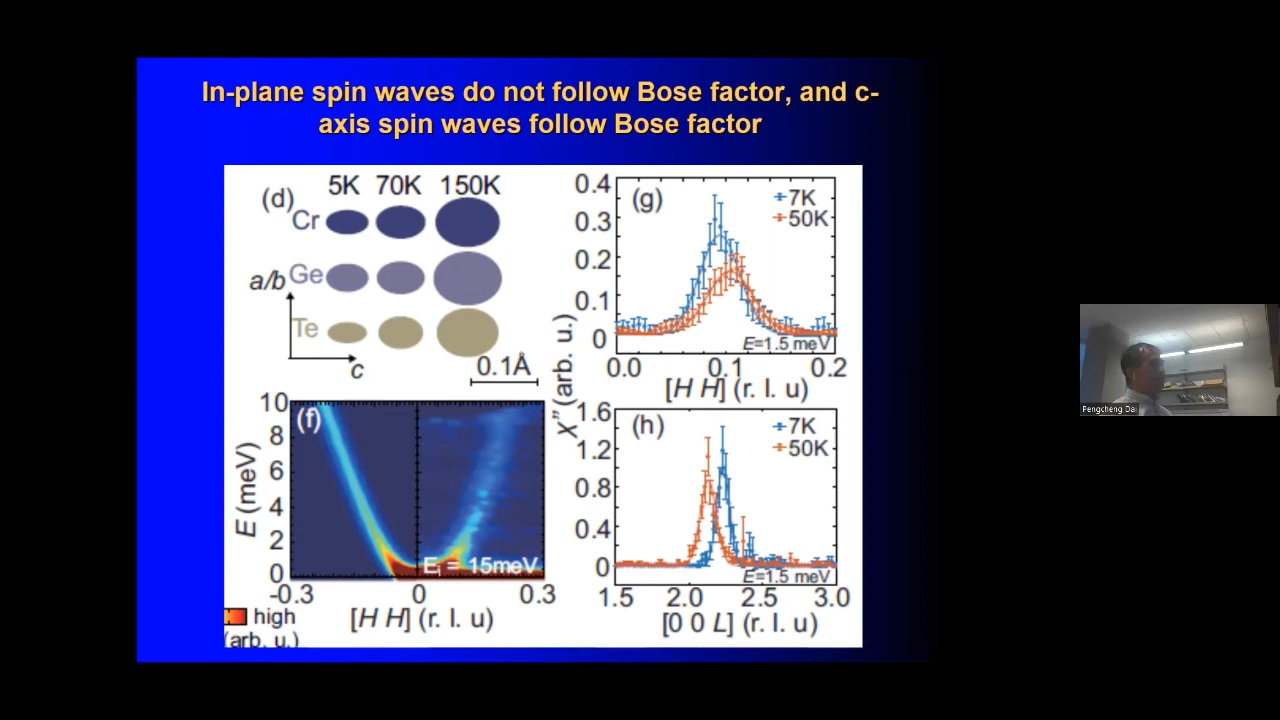 In-plane spin waves do not follow Bose factor, and c-
axis spin waves follow Bose factor
(d)
5K 70K 150K
Cr
Ge
Te
a/b
c
0.1Å
(f)
10
8
6
4
2
0
E (meV)
Ei = 15meV
-0.3 0 0.3
[H H] (r. l. u)
high
(arb. u.)
(g)
7K
50K
0.4
0.3
0.2
0.1
0
E=1.5 meV
0.0 0.1 0.2
[H H] (r. l. u)
χ” (arb. u.)
(h)
7K
50K
1.6
1.2
0.8
0.4
0
E=1.5 meV
1.5 2.0 2.5 3.0
[0 0 L] (r. l. u)
Pengcheng Dai